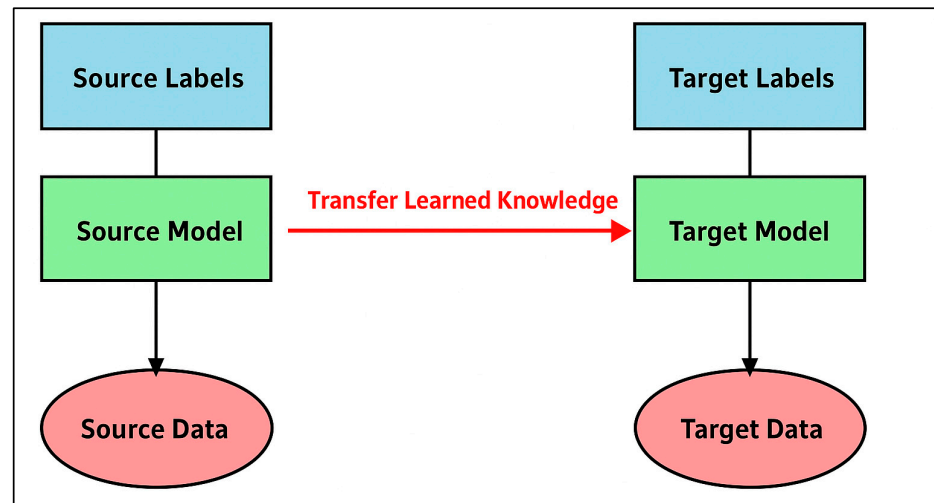 Source Labels
Target Labels
Transfer Learned Knowledge
Source Model
Target Model
Source Data
Target Data